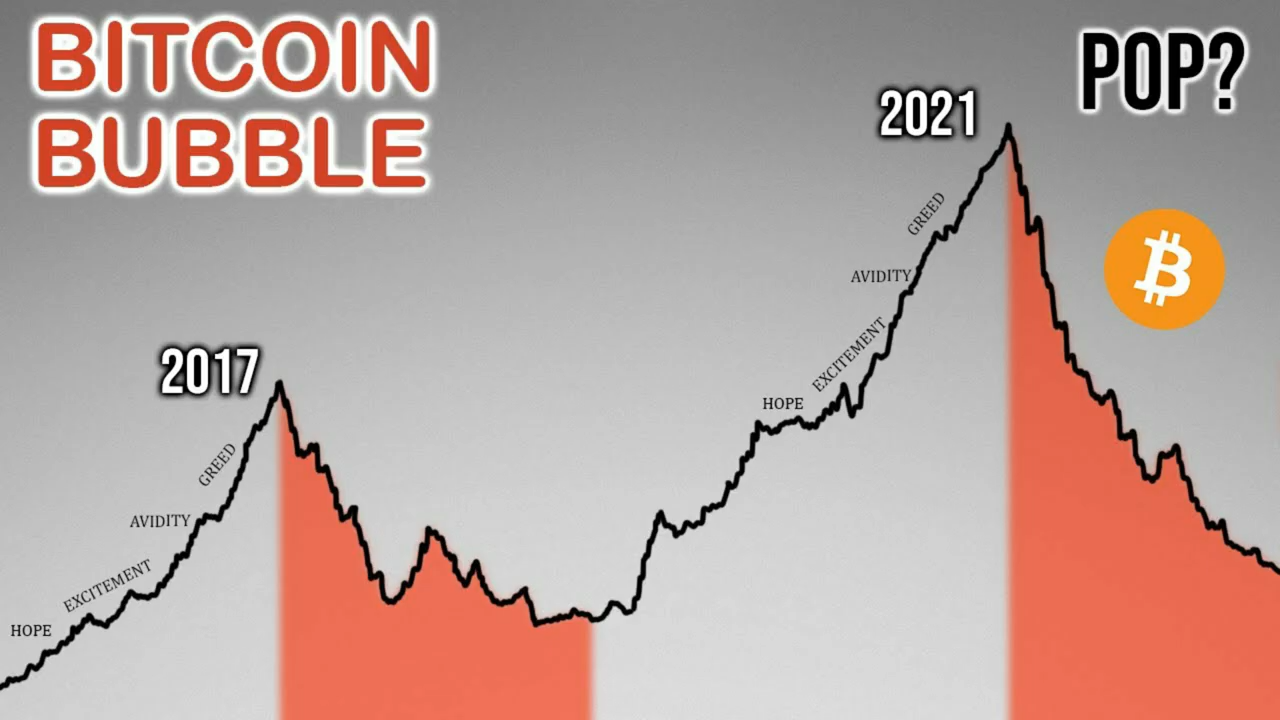 BITCOIN
BUBBLE
POP?
2021
GREED
AVIDITY
EXCITEMENT
HOPE
2017
GREED
AVIDITY
EXCITEMENT
HOPE